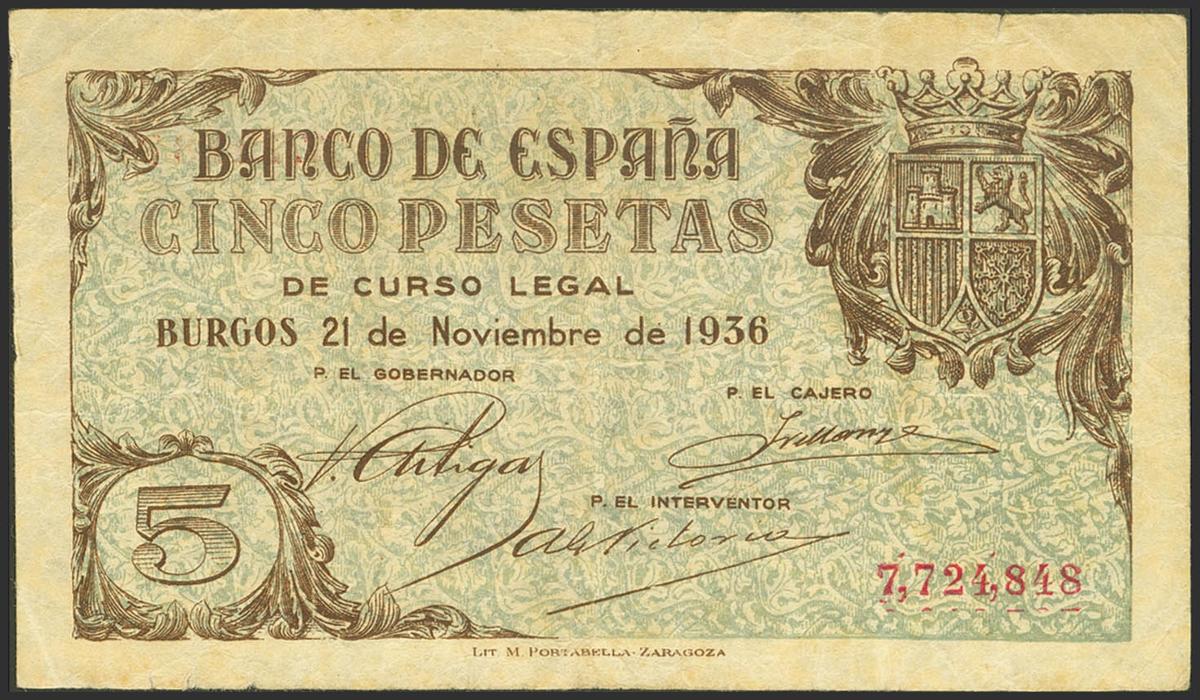 BANCO DE ESPAÑA
CINCO PESETAS
DE CURSO LEGAL
BURGOS 21 de Noviembre de 1936
P. EL GOBERNADOR
P. EL CAJERO
P. EL INTERVENTOR
5
7,724,848
LIT. M. PORTABELLA-ZARAGOZA